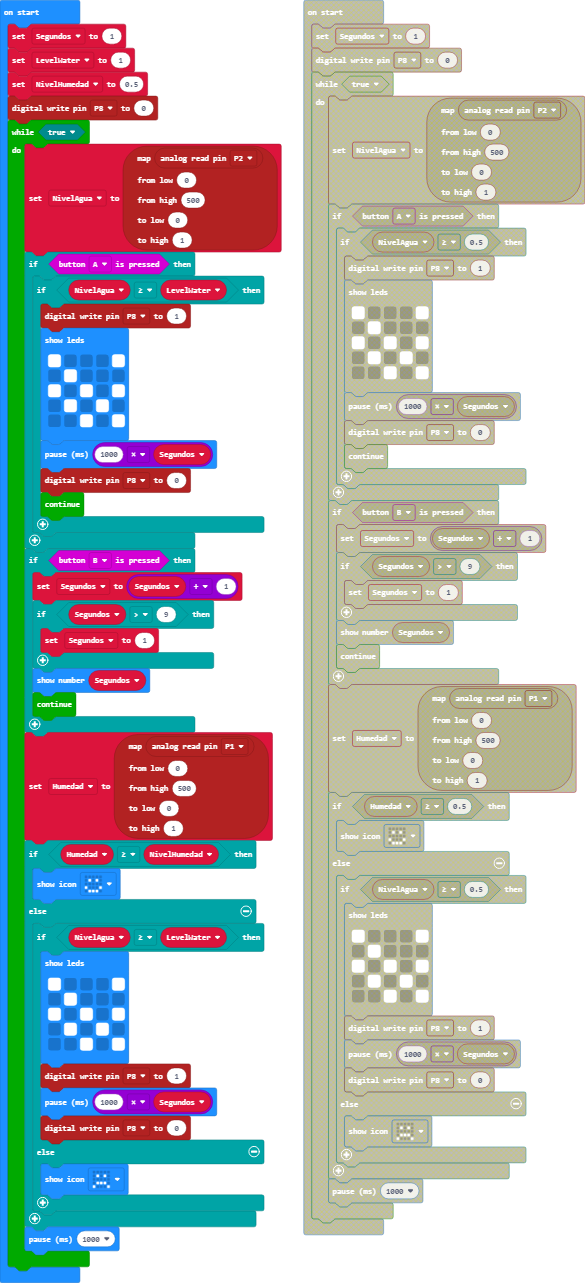 on start
set Segundos to 1
set LevelWater to 1
set NivelHumedad to 0.5
digital write pin P8 to 0
while true
do
set NivelAgua to map analog read pin P2
from low 0
from high 500
to low 0
to high 1
if button A is pressed then
if NivelAgua ≥ LevelWater then
digital write pin P8 to 1
show leds
pause (ms) 1000 × Segundos
digital write pin P8 to 0
continue
if button B is pressed then
set Segundos to Segundos + 1
if Segundos > 9 then
set Segundos to 1
show number Segundos
continue
set Humedad to map analog read pin P1
from low 0
from high 500
to low 0
to high 1
if Humedad ≥ NivelHumedad then
show icon
else
if NivelAgua ≥ LevelWater then
show leds
digital write pin P8 to 1
pause (ms) 1000 × Segundos
digital write pin P8 to 0
else
show icon
pause (ms) 1000
on start
set Segundos to 1
digital write pin P8 to 0
while true
do
set NivelAgua to map analog read pin P2
from low 0
from high 500
to low 0
to high 1
if button A is pressed then
if NivelAgua ≥ 0.5 then
digital write pin P8 to 1
show leds
pause (ms) 1000 × Segundos
digital write pin P8 to 0
continue
if button B is pressed then
set Segundos to Segundos + 1
if Segundos > 9 then
set Segundos to 1
show number Segundos
continue
set Humedad to map analog read pin P1
from low 0
from high 500
to low 0
to high 1
if Humedad ≥ 0.5 then
show icon
else
if NivelAgua ≥ 0.5 then
show leds
digital write pin P8 to 1
pause (ms) 1000 × Segundos
digital write pin P8 to 0
else
show icon
pause (ms) 1000